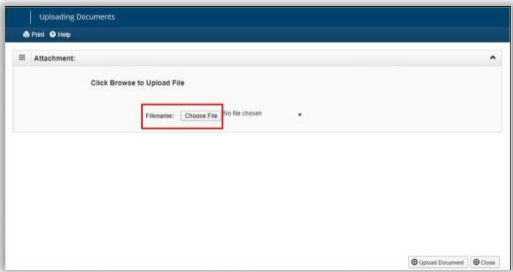 Uploading Documents
Print Help
Attachment:
Click Browse to Upload File
Filename: Choose File No file chosen *
Upload Document Close